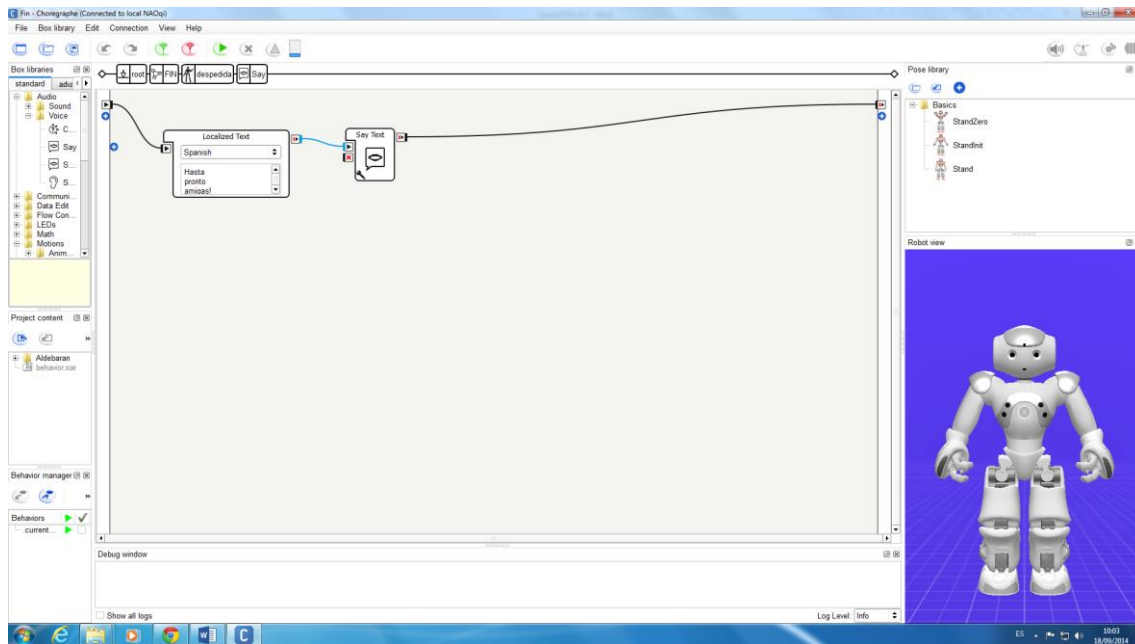 Fin - Choregraphe (Connected to local NAOqi)
File Box library Edit Connection View Help
Box libraries
standard adva
Audio
Sound
Voice
C...
Say
S...
S...
Communi...
Data Edit
Flow Con...
LEDs
Math
Motions
Anim...
Project content
»
Aldebaran
behavior.xar
Behavior manager
»
Behaviors
current...
root FIN despedida Say
Localized Text
Spanish
Hasta
pronto
amigas!
Say Text
Debug window
Show all logs
Log Level: Info
Pose library
Basics
StandZero
StandInit
Stand
Robot view
ES
10:03
18/09/2014